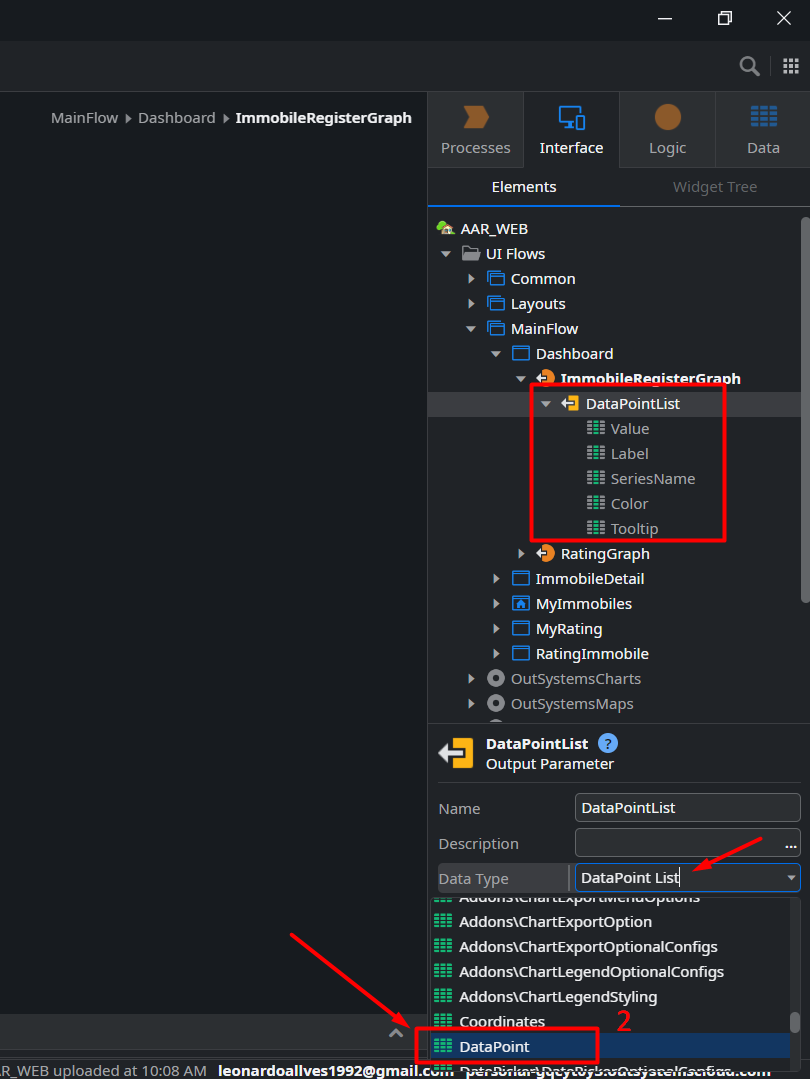 MainFlow Dashboard ImmobileRegisterGraph
Processes Interface Logic Data
Elements Widget Tree
AAR_WEB
UI Flows
Common
Layouts
MainFlow
Dashboard
ImmobileRegisterGraph
DataPointList
Value
Label
SeriesName
Color
Tooltip
RatingGraph
ImmobileDetail
MyImmobiles
MyRating
RatingImmobile
OutSystemsCharts
OutSystemsMaps
DataPointList ?
Output Parameter
Name DataPointList
Description ...
Data Type DataPoint List
Addons\ChartExportMenuOptions
Addons\ChartExportOption
Addons\ChartExportOptionalConfigs
Addons\ChartLegendOptionalConfigs
Addons\ChartLegendStyling
Coordinates
2
DataPoint
AR_WEB uploaded at 10:08 AM leonardoallves1992@gmail.com